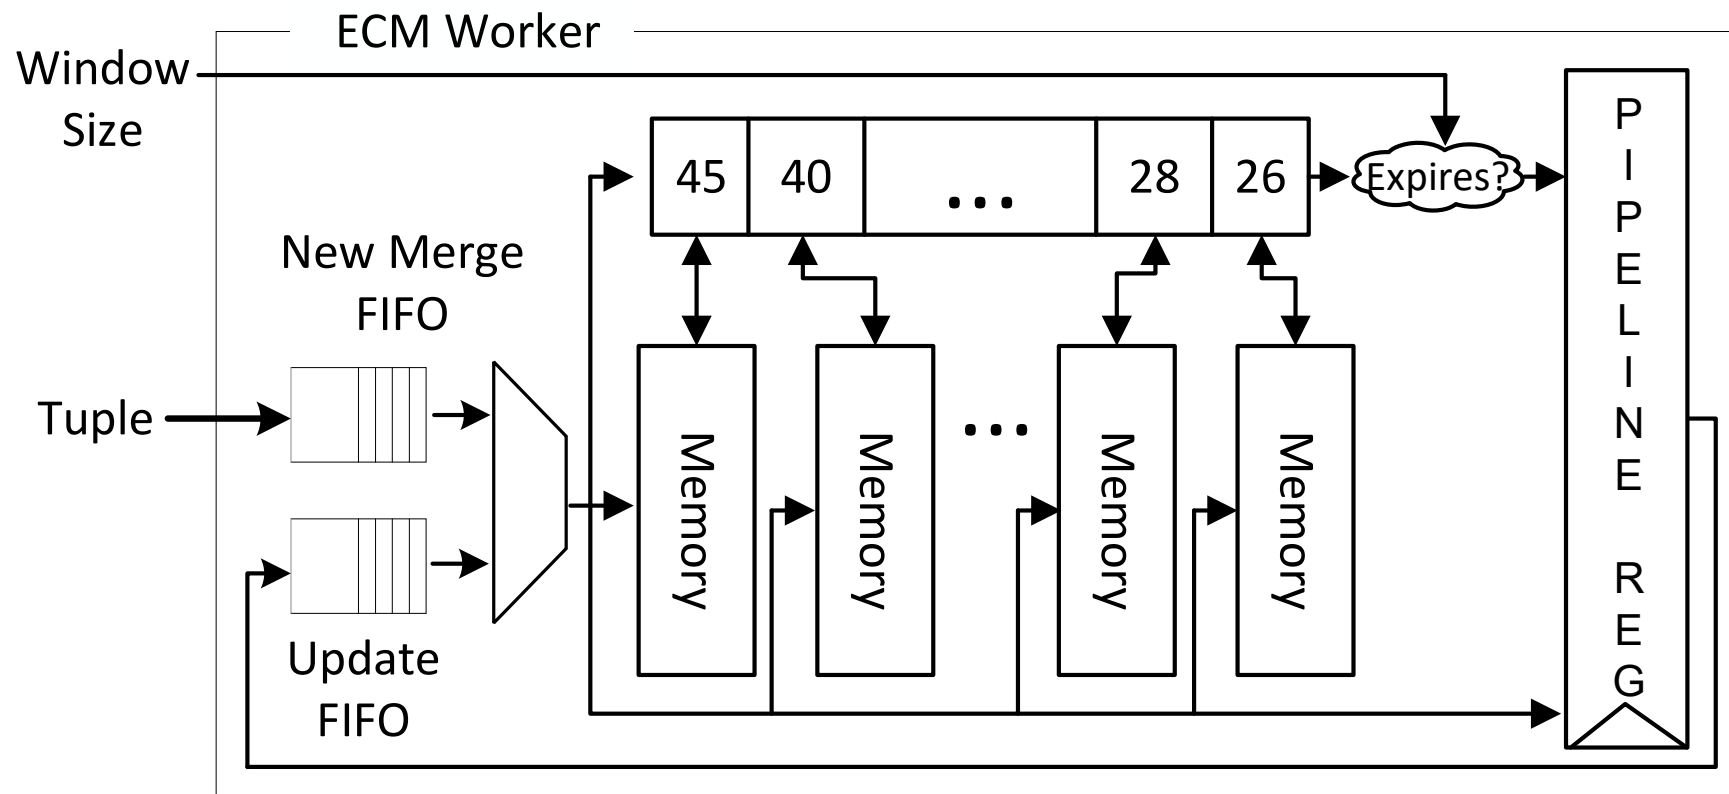 ECM Worker
Window
Size
45 40 ... 28 26
Expires?
New Merge
FIFO
Tuple
...
Memory
Memory
Memory
Memory
Update
FIFO
PIPELINE REG